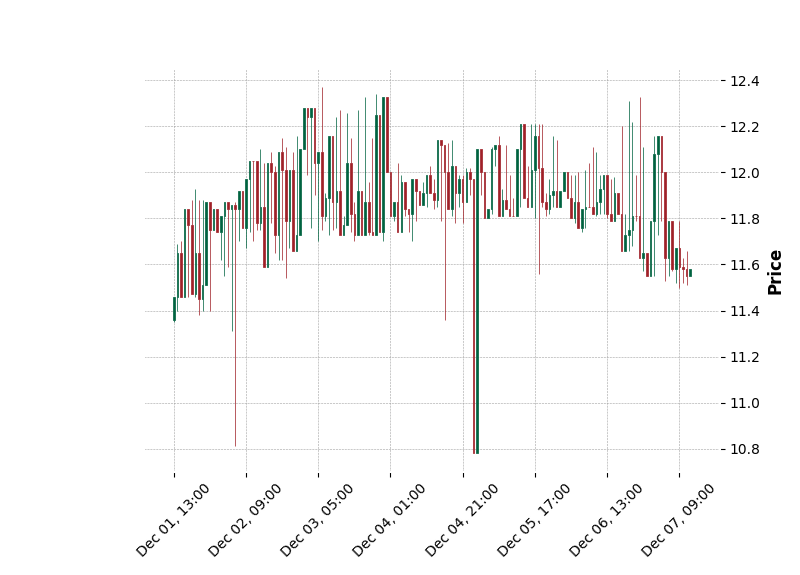 12.4
12.2
12.0
11.8
11.6
11.4
11.2
11.0
10.8
Price
Dec 01, 13:00
Dec 02, 09:00
Dec 03, 05:00
Dec 04, 01:00
Dec 04, 21:00
Dec 05, 17:00
Dec 06, 13:00
Dec 07, 09:00